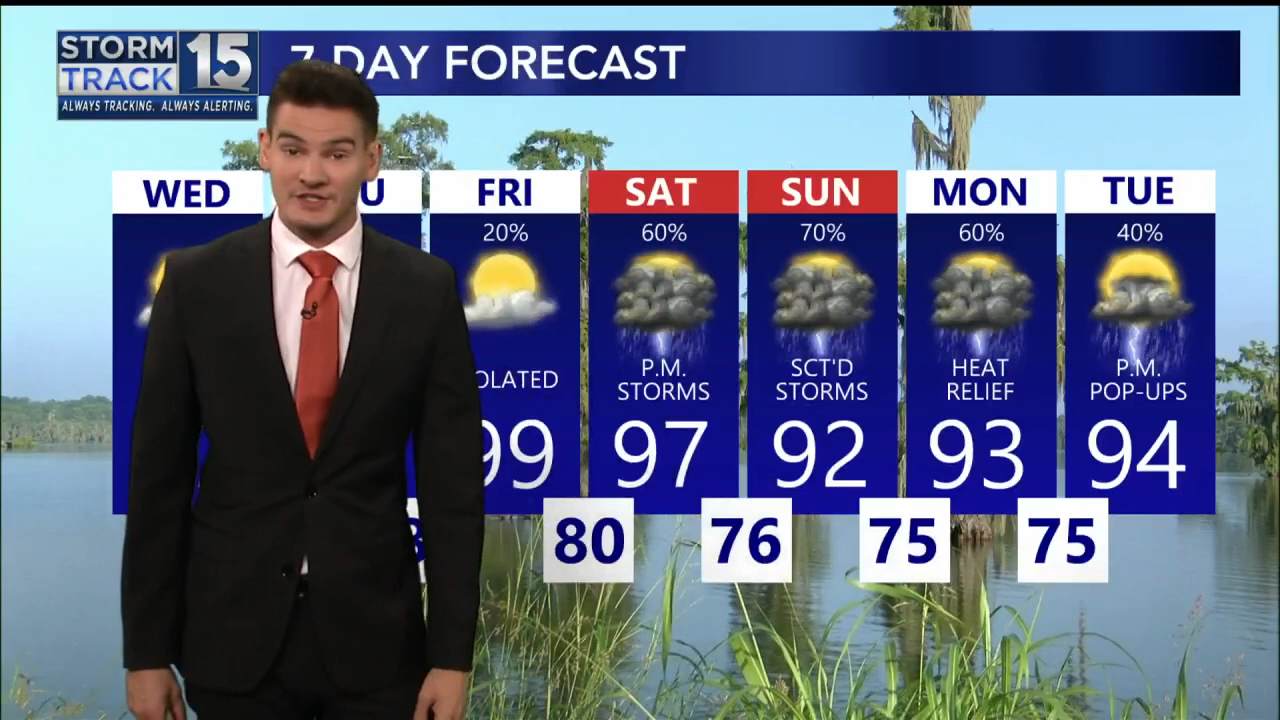 STORM
TRACK
15
ALWAYS TRACKING. ALWAYS ALERTING.
7 DAY FORECAST
WED
U
FRI
SAT
SUN
MON
TUE
20%
60%
70%
60%
40%
OLATED
P.M.
STORMS
SCT'D
STORMS
HEAT
RELIEF
P.M.
POP-UPS
99
97
92
93
94
80
76
75
75